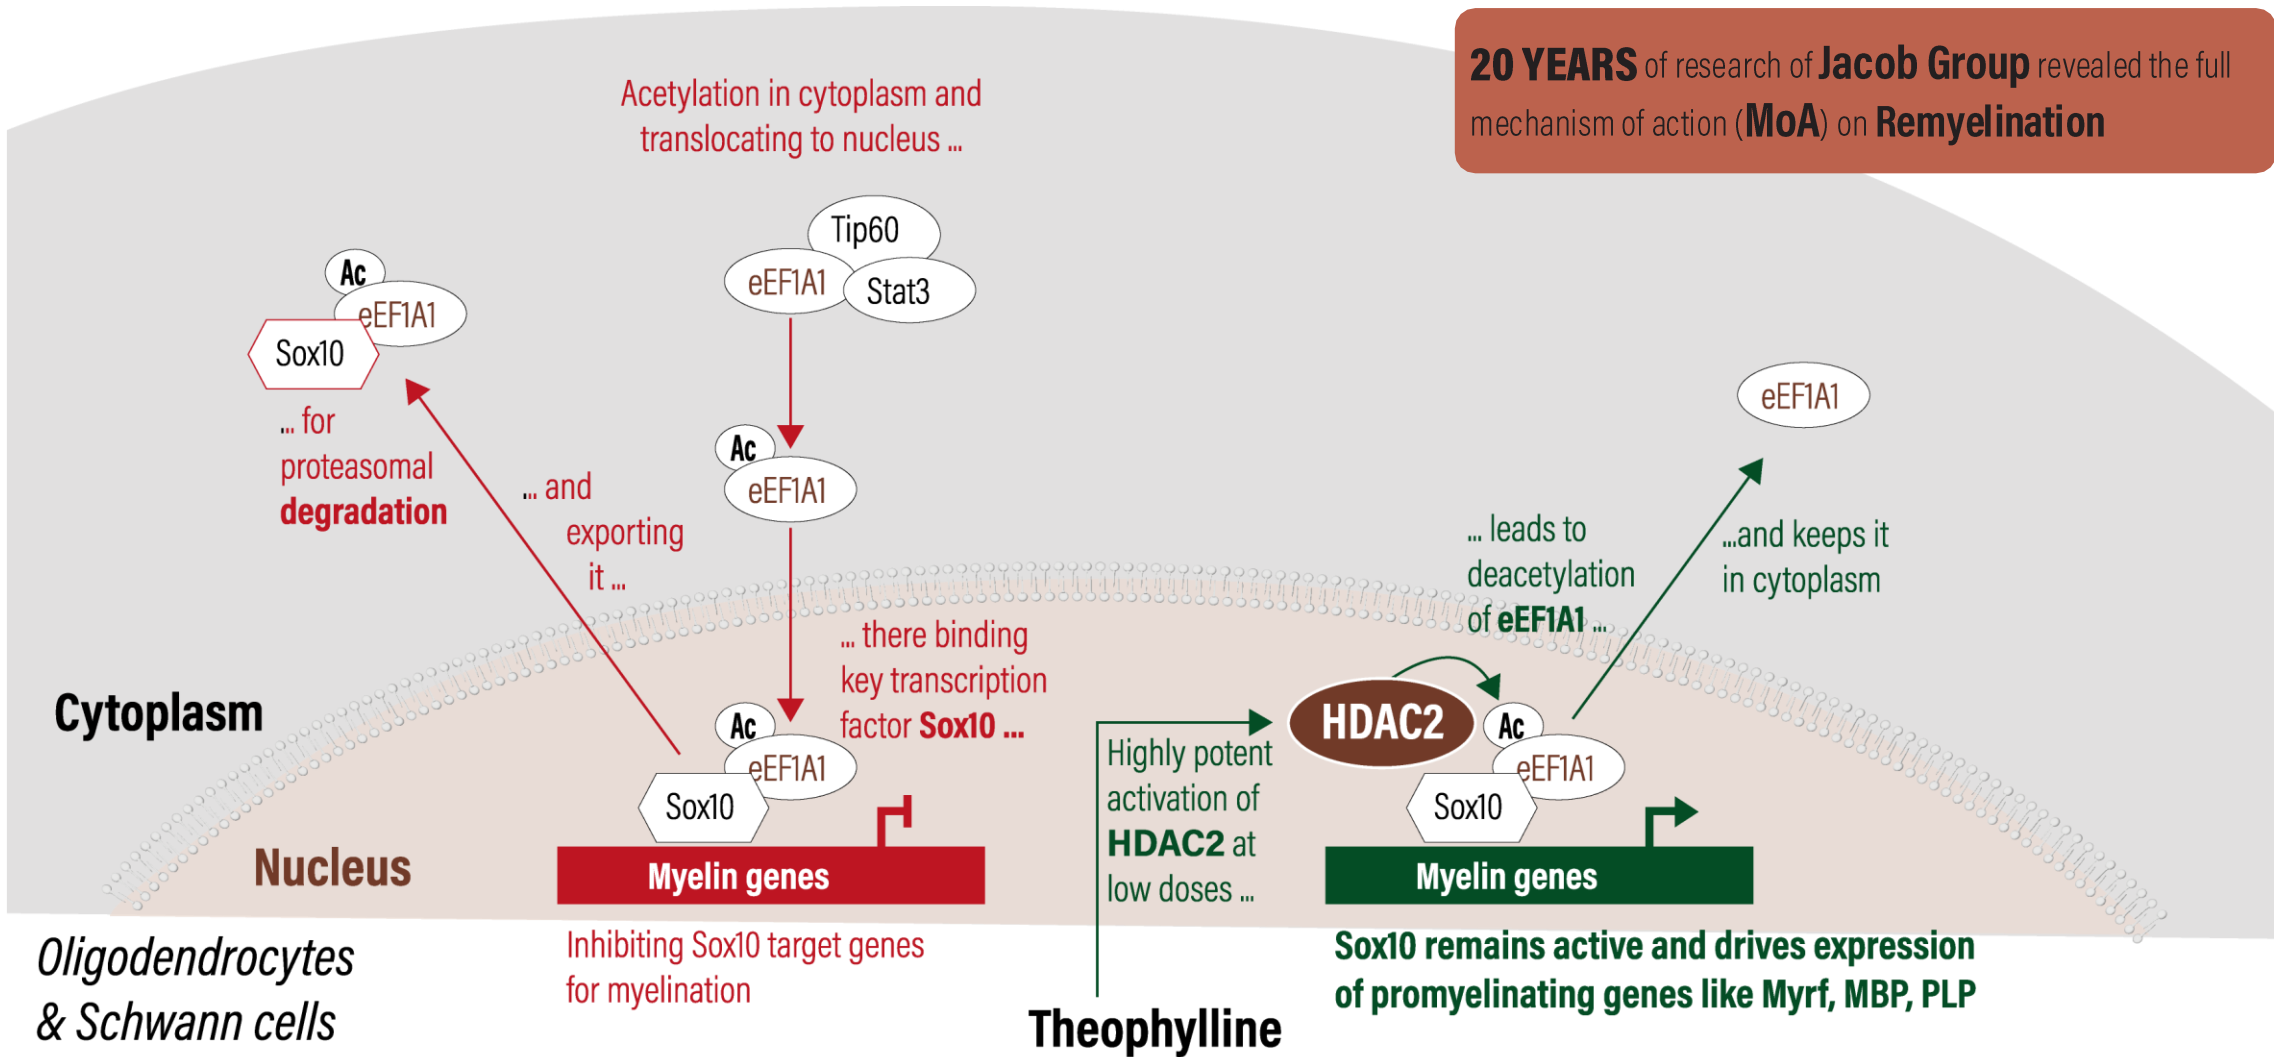 20 YEARS of research of Jacob Group revealed the full
mechanism of action (MoA) on Remyelination
Acetylation in cytoplasm and
translocating to nucleus ...
Tip60
eEF1A1
Stat3
Ac
eEF1A1
Sox10
... for
proteasomal
degradation
... and
exporting
it ...
Ac
eEF1A1
... there binding
key transcription
factor Sox10 ...
Ac
eEF1A1
Sox10
Myelin genes
Inhibiting Sox10 target genes
for myelination
eEF1A1
... leads to
deacetylation
of eEF1A1 ...
...and keeps it
in cytoplasm
HDAC2
Ac
eEF1A1
Sox10
Highly potent
activation of
HDAC2 at
low doses ...
Myelin genes
Sox10 remains active and drives expression
of promyelinating genes like Myrf, MBP, PLP
Theophylline
Cytoplasm
Nucleus
Oligodendrocytes
& Schwann cells